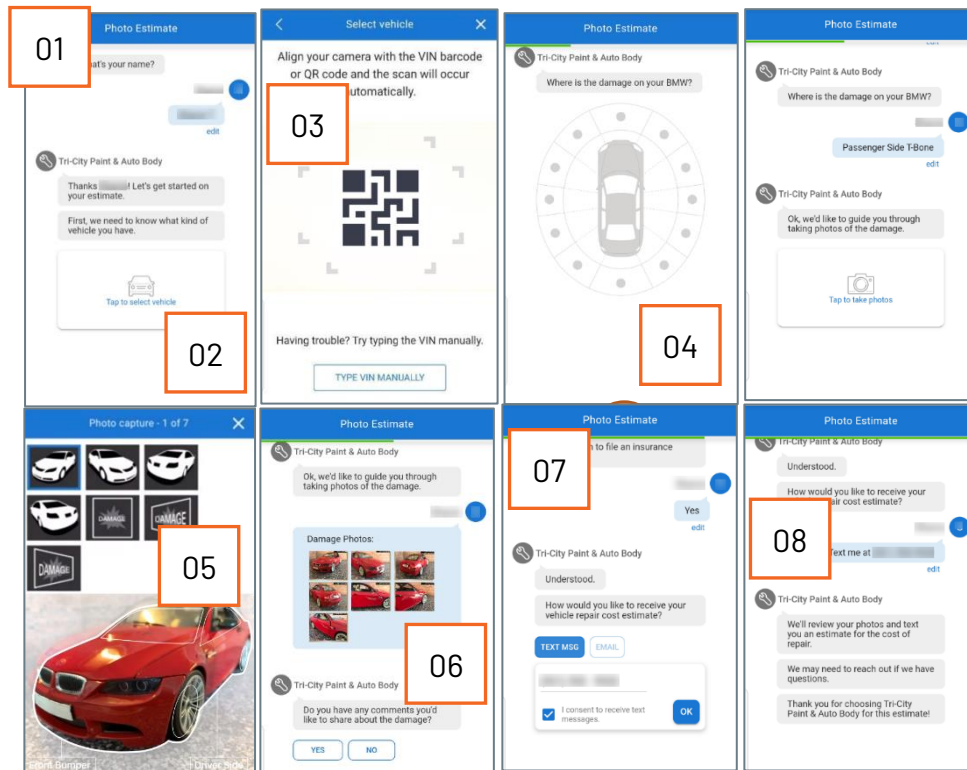 01
Photo Estimate
hat's your name?
edit
Tri-City Paint & Auto Body
Thanks ! Let's get started on
your estimate.
First, we need to know what kind of
vehicle you have.
Tap to select vehicle
02
Select vehicle
Align your camera with the VIN barcode
or QR code and the scan will occur
automatically.
03
Having trouble? Try typing the VIN manually.
TYPE VIN MANUALLY
Photo Estimate
Tri-City Paint & Auto Body
Where is the damage on your BMW?
04
Photo Estimate
Tri-City Paint & Auto Body
Where is the damage on your BMW?
Passenger Side T-Bone
edit
Tri-City Paint & Auto Body
Ok, we'd like to guide you through
taking photos of the damage.
Tap to take photos
Photo capture - 1 of 7
DAMAGE
DAMAGE
DAMAGE
05
Front Bumper
Driver Side
Photo Estimate
Tri-City Paint & Auto Body
Ok, we'd like to guide you through
taking photos of the damage.
Damage Photos:
06
Tri-City Paint & Auto Body
Do you have any comments you'd
like to share about the damage?
YES
NO
Photo Estimate
to file an insurance
07
Yes
edit
Tri-City Paint & Auto Body
Understood.
How would you like to receive your
vehicle repair cost estimate?
TEXT MSG
EMAIL
I consent to receive text
messages.
OK
Photo Estimate
Tri-City Paint & Auto Body
Understood.
How would you like to receive your
air cost estimate?
08
Text me at
edit
Tri-City Paint & Auto Body
We'll review your photos and text
you an estimate for the cost of
repair.
We may need to reach out if we have
questions.
Thank you for choosing Tri-City
Paint & Auto Body for this estimate!